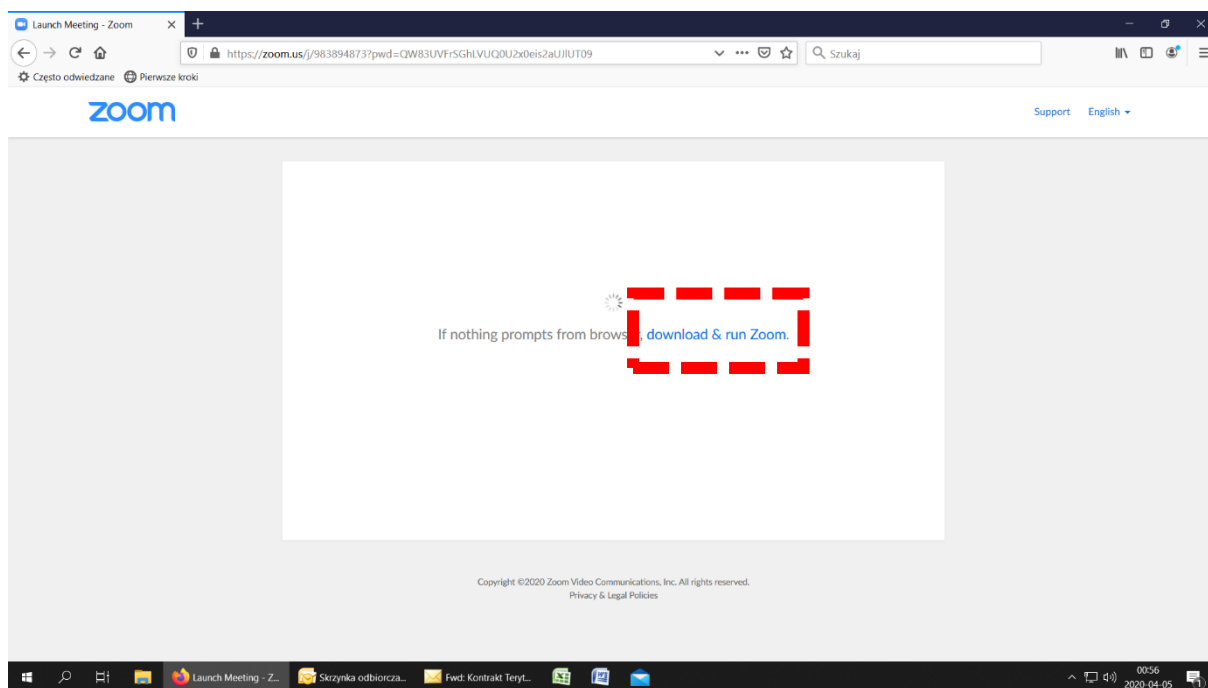 Launch Meeting - Zoom
https://zoom.us/j/983894873?pwd=QW83UVFrSGhLVUQ0U2x0eis2aUJlUT09
Szukaj
Często odwiedzane Pierwsze kroki
zoom
Support English
If nothing prompts from browser, download & run Zoom.
Copyright ©2020 Zoom Video Communications, Inc. All rights reserved.
Privacy & Legal Policies
Launch Meeting - Z... Skrzynka odbiorcza... Fwd: Kontrakt Teryt... 00:56
2020-04-05